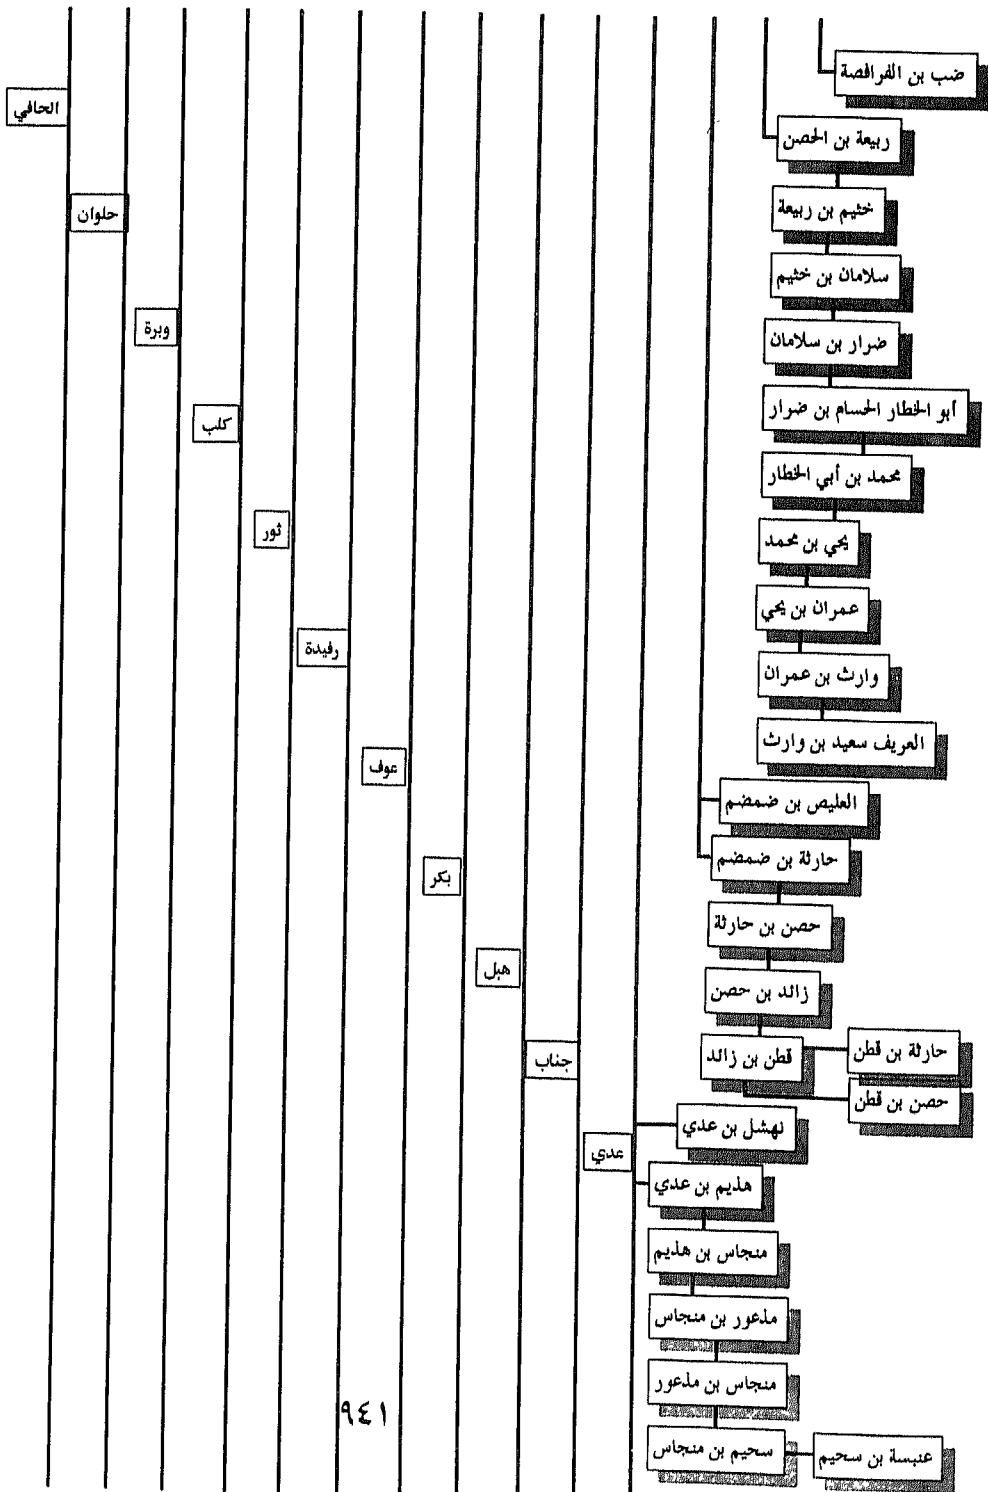 ضب بن الفرافصة
الحافي
ربيعة بن الحصن
خثيم بن ربيعة
حلوان
سلامان بن خثيم
وبرة
ضرار بن سلامان
أبو الخطار الحسام بن ضرار
كلب
محمد بن أبي الخطار
ثور
يحي بن محمد
عمران بن يحي
رفيدة
وارث بن عمران
العريف سعيد بن وارث
عوف
العليص بن ضمضم
حارثة بن ضمضم
بكر
حصن بن حارثة
هبل
زائد بن حصن
حارثة بن قطن
قطن بن زائد
جناب
حصن بن قطن
نهشل بن عدي
عدي
هذيم بن عدي
منجاس بن هذيم
مذعور بن منجاس
منجاس بن مذعور
٩٤١
سحيم بن منجاس
عنبسة بن سحيم